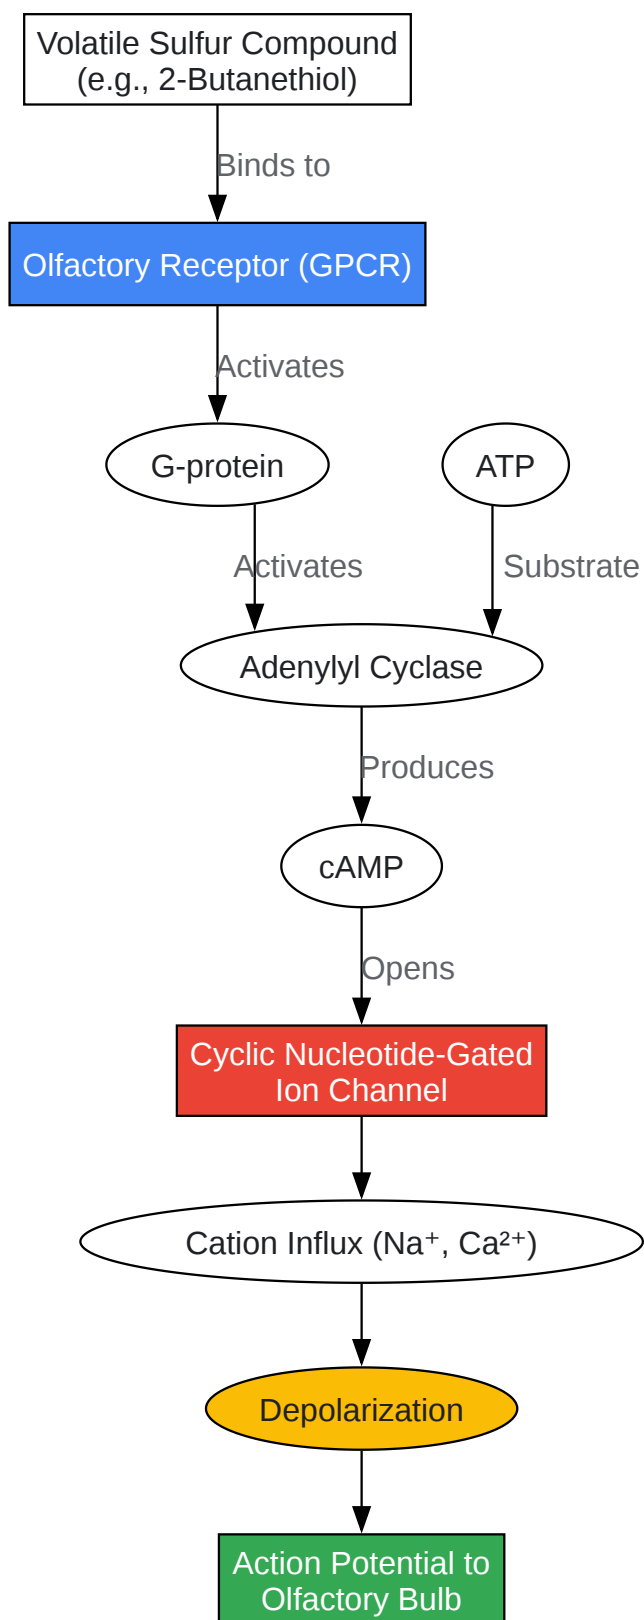 Volatile Sulfur Compound
(e.g., 2-Butanethiol)
Binds to
Olfactory Receptor (GPCR)
Activates
G-protein
ATP
Activates
Substrate
Adenylyl Cyclase
Produces
cAMP
Opens
Cyclic Nucleotide-Gated
Ion Channel
Cation Influx (Na⁺, Ca²⁺)
Depolarization
Action Potential to
Olfactory Bulb